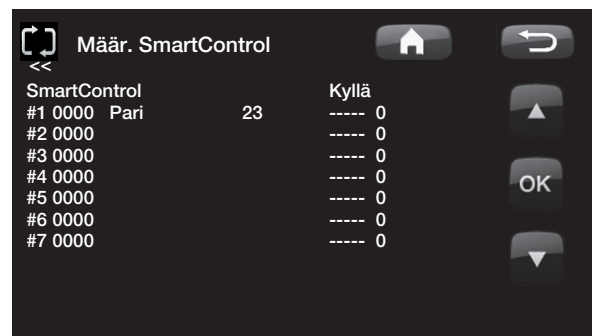 Määr. SmartControl
<<
SmartControl Kyllä
#1 0000 Pari 23 ----- 0
#2 0000 ----- 0
#3 0000 ----- 0
#4 0000 ----- 0
OK
#5 0000 ----- 0
#6 0000 ----- 0
#7 0000 ----- 0